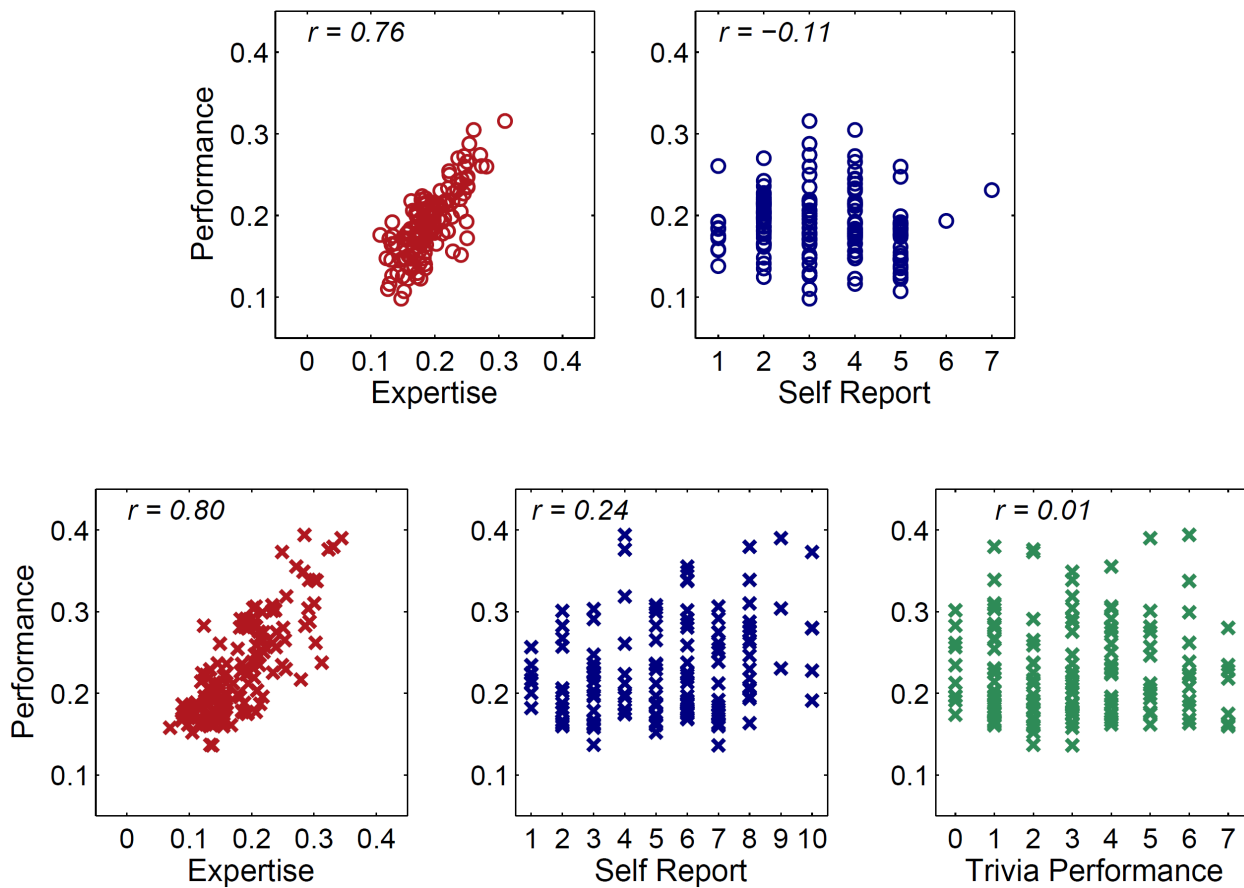 r = 0.76
r = −0.11
Performance
0.4
0.3
0.2
0.1
0.4
0.3
0.2
0.1
0 0.1 0.2 0.3 0.4
1 2 3 4 5 6 7
Expertise
Self Report
r = 0.80
r = 0.24
r = 0.01
Performance
0.4
0.3
0.2
0.1
0.4
0.3
0.2
0.1
0.4
0.3
0.2
0.1
0 0.1 0.2 0.3 0.4
1 2 3 4 5 6 7 8 9 10
0 1 2 3 4 5 6 7
Expertise
Self Report
Trivia Performance